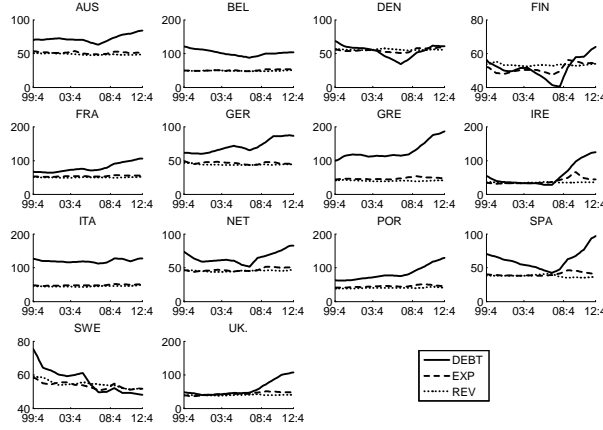 AUS BEL DEN FIN
100 200 100 80
50 100 50 60
0 0 0 40
99:4 03:4 08:4 12:4 99:4 03:4 08:4 12:4 99:4 03:4 08:4 12:4 99:4 03:4 08:4 12:4
FRA GER GRE IRE
200 100 200 200
100 50 100 100
0 0 0 0
99:4 03:4 08:4 12:4 99:4 03:4 08:4 12:4 99:4 03:4 08:4 12:4 99:4 03:4 08:4 12:4
ITA NET POR SPA
200 100 200 100
100 50 100 50
0 0 0 0
99:4 03:4 08:4 12:4 99:4 03:4 08:4 12:4 99:4 03:4 08:4 12:4 99:4 03:4 08:4 12:4
SWE UK.
80 200
60 100
40 0
99:4 03:4 08:4 12:4 99:4 03:4 08:4 12:4
DEBT
EXP
REV